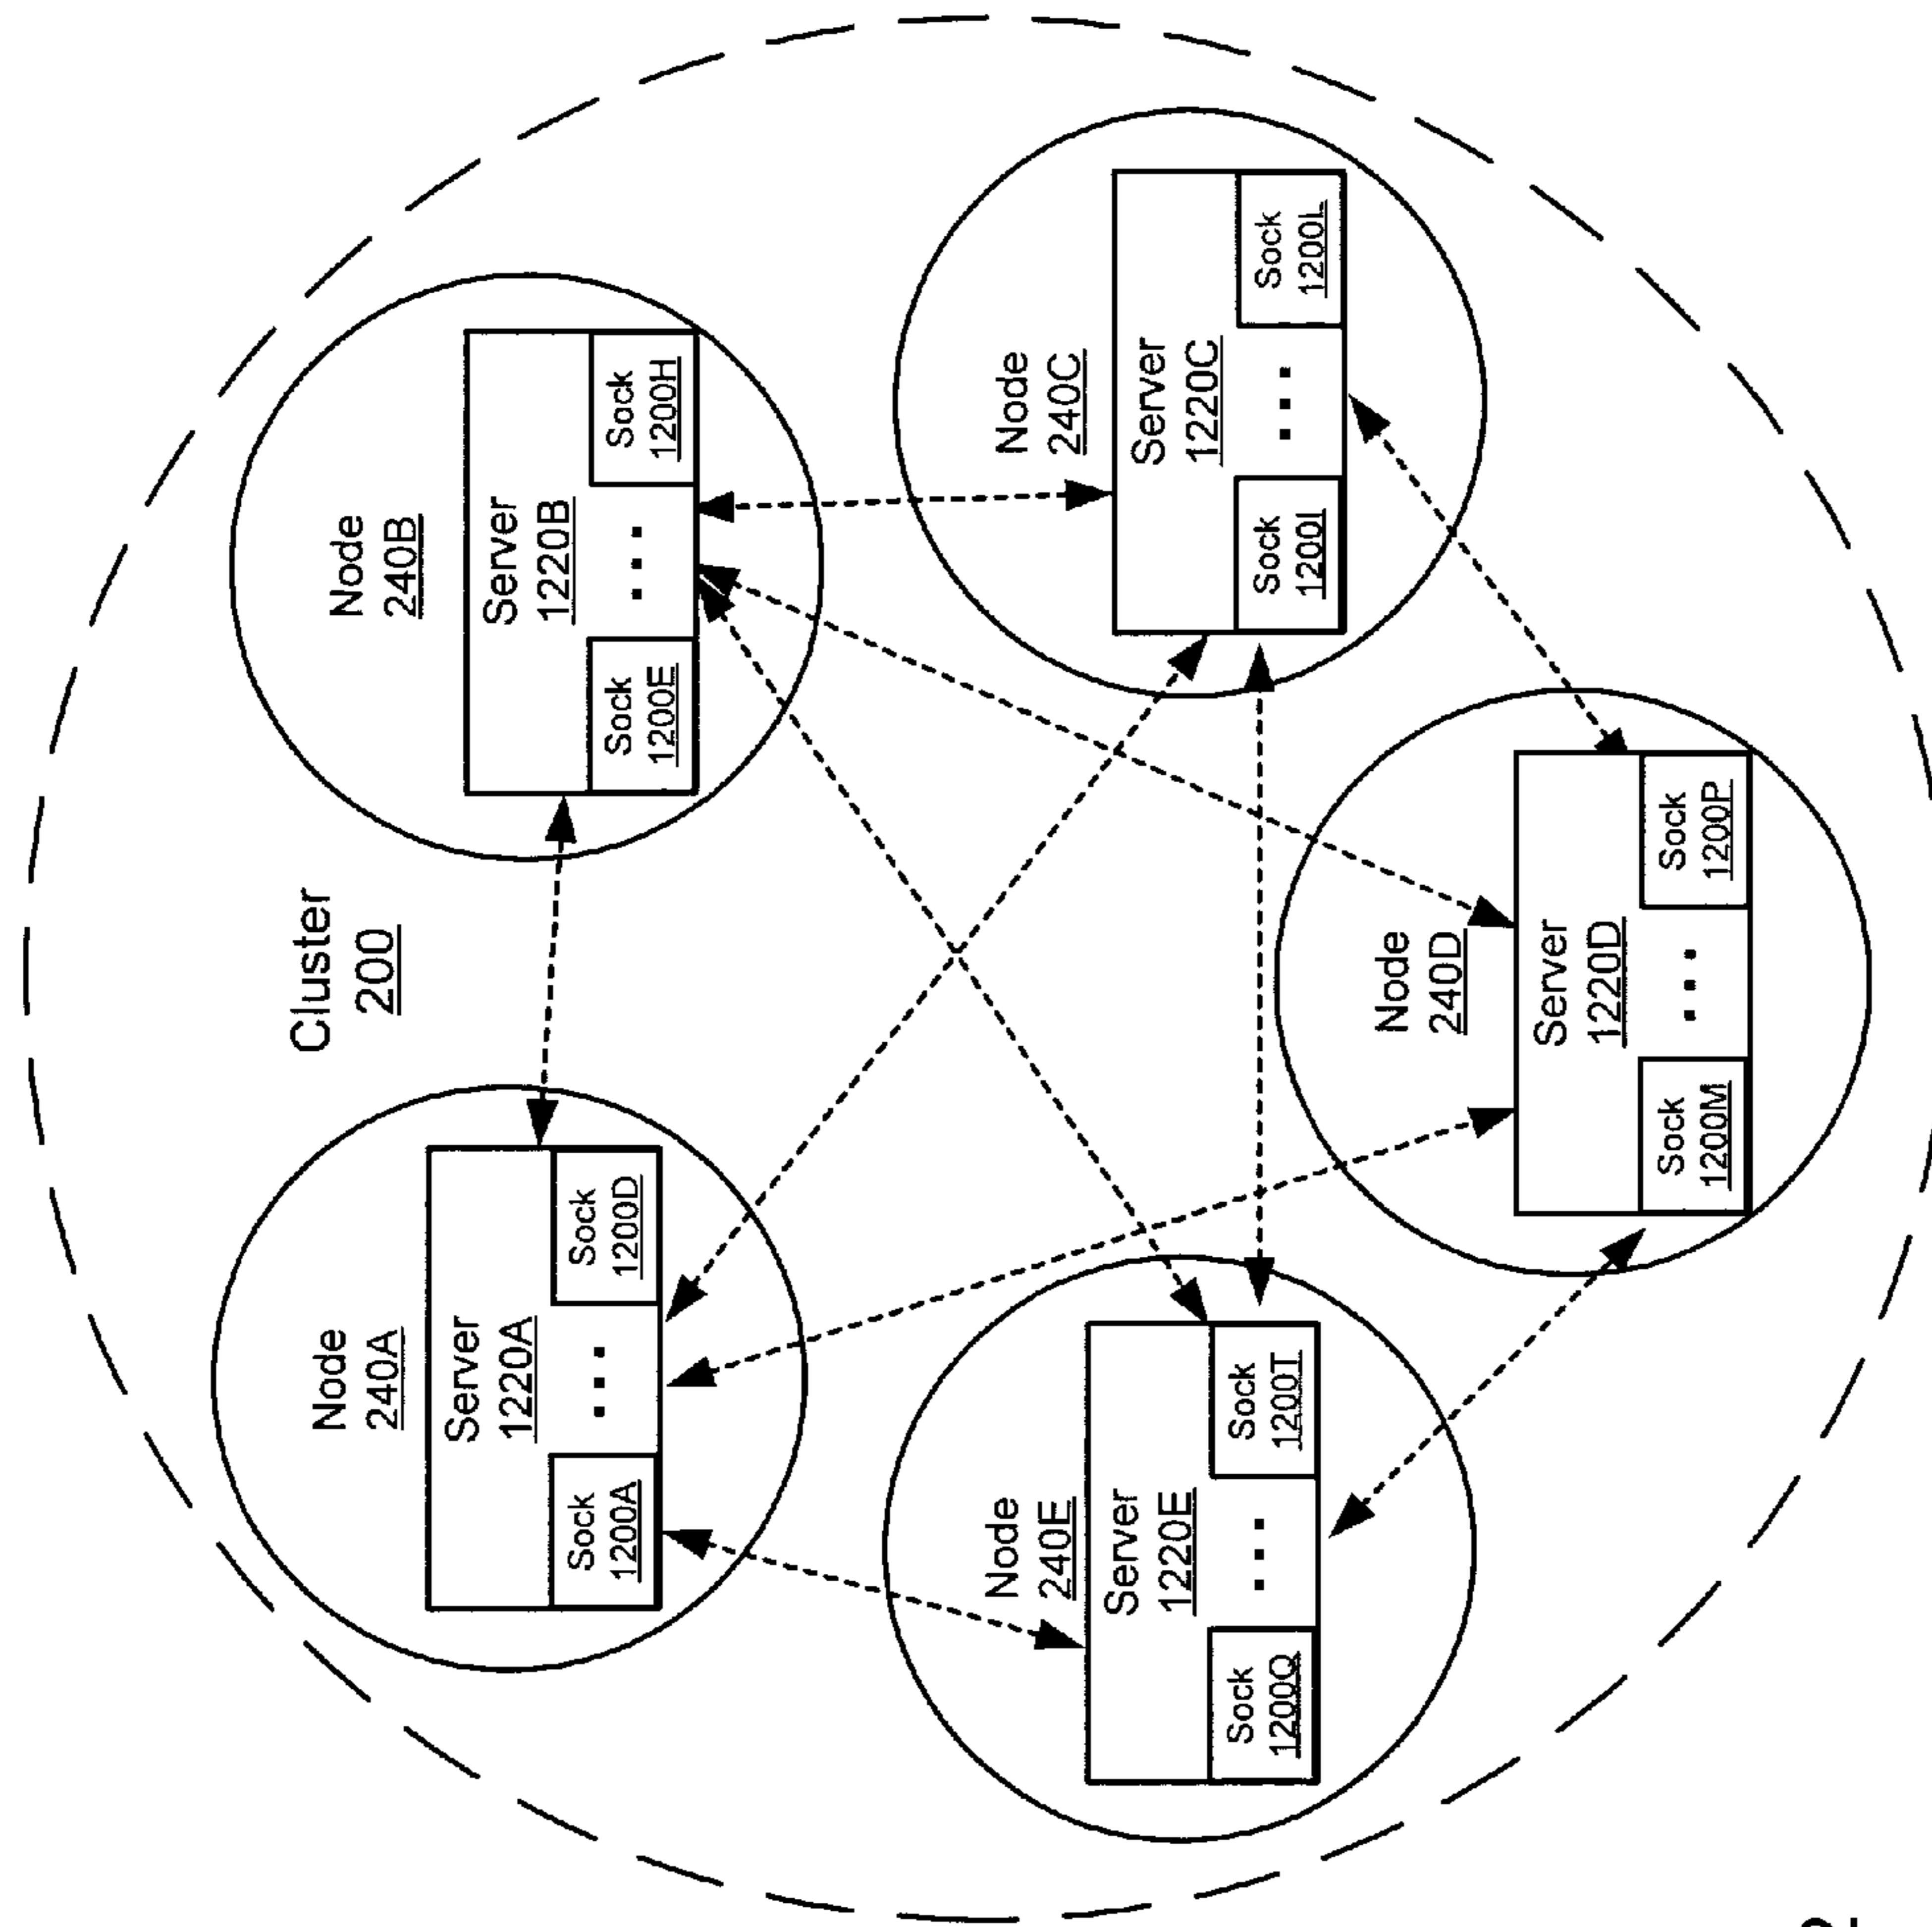 Cluster
200
Node
240A
Server
1220A
Sock
1200A
...
Sock
1200D
Node
240B
Server
1220B
Sock
1200E
...
Sock
1200H
Node
240E
Server
1220E
Sock
1200Q
...
Sock
1200T
Node
240C
Server
1220C
Sock
1200I
...
Sock
1200L
Node
240D
Server
1220D
Sock
1200M
...
Sock
1200P